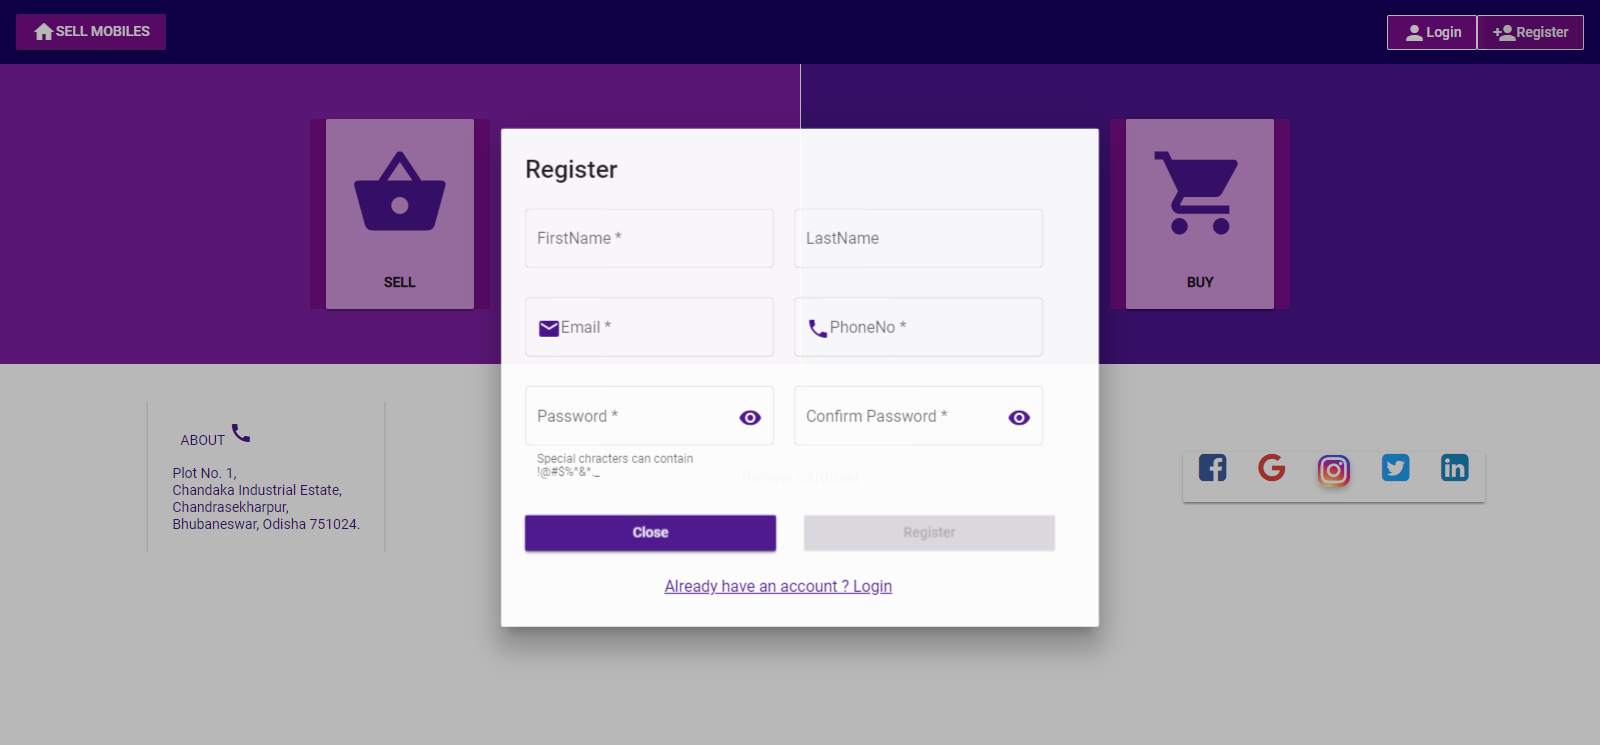 SELL MOBILES
Login
Register
SELL
BUY
Register
FirstName *
LastName
Email *
PhoneNo *
Password *
Confirm Password *
Special chracters can contain
!@#$%^&*._
Close
Register
Already have an account ? Login
ABOUT
Plot No. 1,
Chandaka Industrial Estate,
Chandrasekharpur,
Bhubaneswar, Odisha 751024.